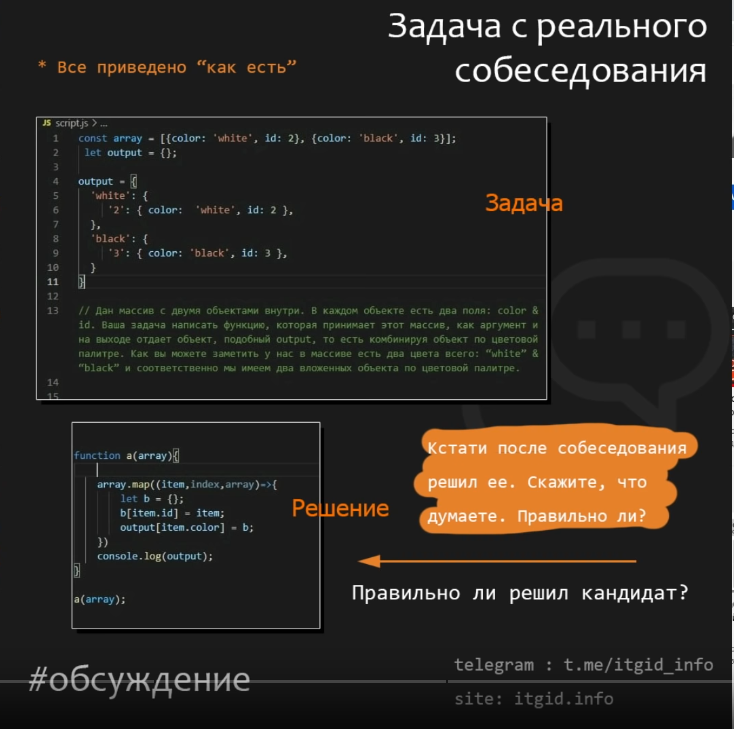 Задача с реального
собеседования
* Все приведено “как есть”
JS script.js > ...
1 const array = [{color: 'white', id: 2}, {color: 'black', id: 3}];
2 let output = {};
3
4 output = {
5 'white': {
6 '2': { color: 'white', id: 2 },
7 },
8 'black': {
9 '3': { color: 'black', id: 3 },
10 }
11 }
12
13 // Дан массив с двумя объектами внутри. В каждом объекте есть два поля: color &
id. Ваша задача написать функцию, которая принимает этот массив, как аргумент и
на выходе отдает объект, подобный output, то есть комбинируя объект по цветовой
палитре. Как вы можете заметить у нас в массиве есть два цвета всего: “white” &
“black” и соответственно мы имеем два вложенных объекта по цветовой палитре.
14
15
Задача
function a(array){
array.map((item,index,array)=>{
let b = {};
b[item.id] = item;
output[item.color] = b;
})
console.log(output);
}
a(array);
Решение
Кстати после собеседования
решил ее. Скажите, что
думаете. Правильно ли?
Правильно ли решил кандидат?
#обсуждение
telegram : t.me/itgid_info
site: itgid.info